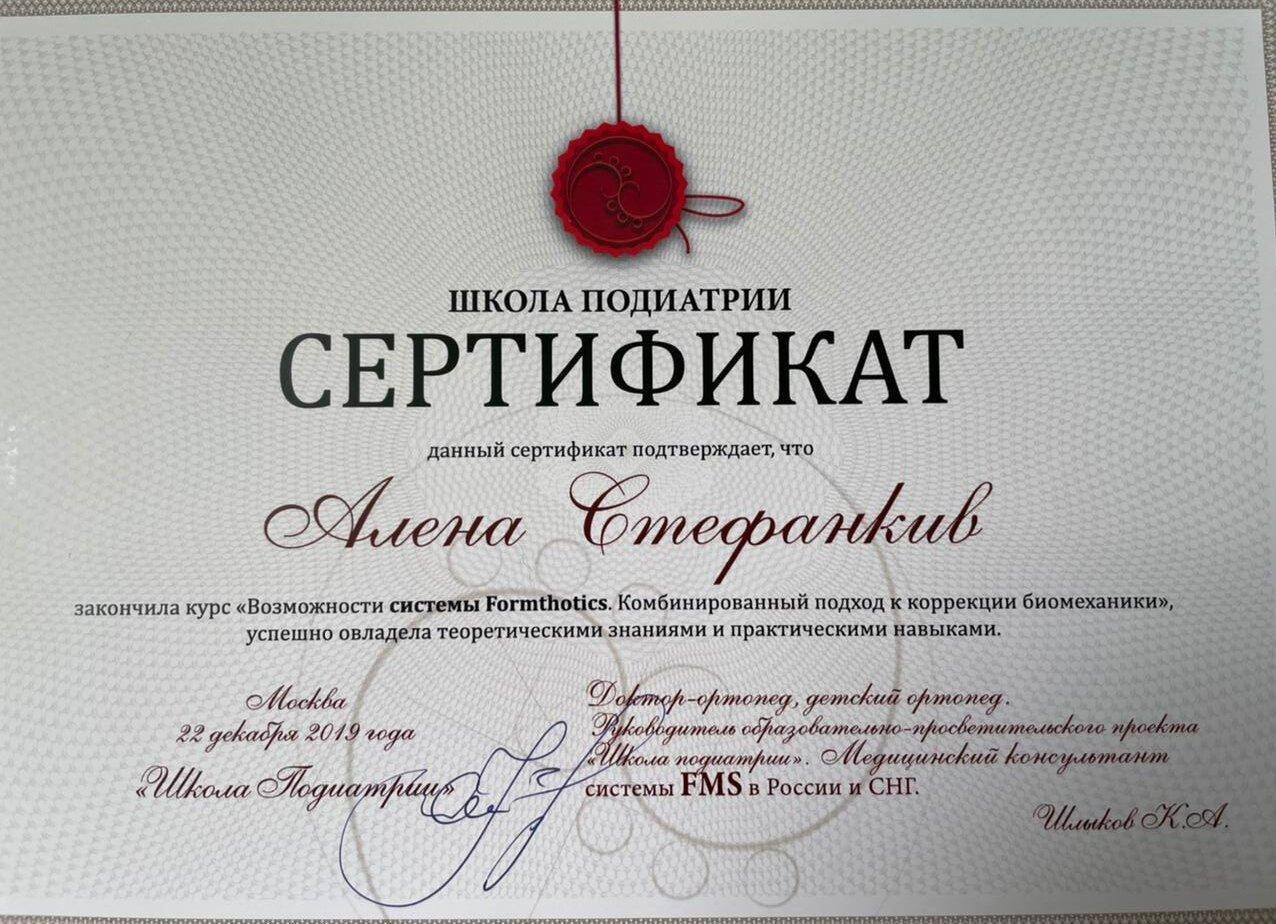 ШКОЛА ПОДИАТРИИ
СЕРТИФИКАТ
данный сертификат подтверждает, что
Алена Стефанкив
закончила курс «Возможности системы Formthotics. Комбинированный подход к коррекции биомеханики»,
успешно овладела теоретическими знаниями и практическими навыками.
Москва
22 декабря 2019 года
«Школа Подиатрии»
Доктор-ортопед, детский ортопед.
Руководитель образовательно-просветительского проекта
«Школа подиатрии». Медицинский консультант
системы FMS в России и СНГ.
Шлыков К.А.